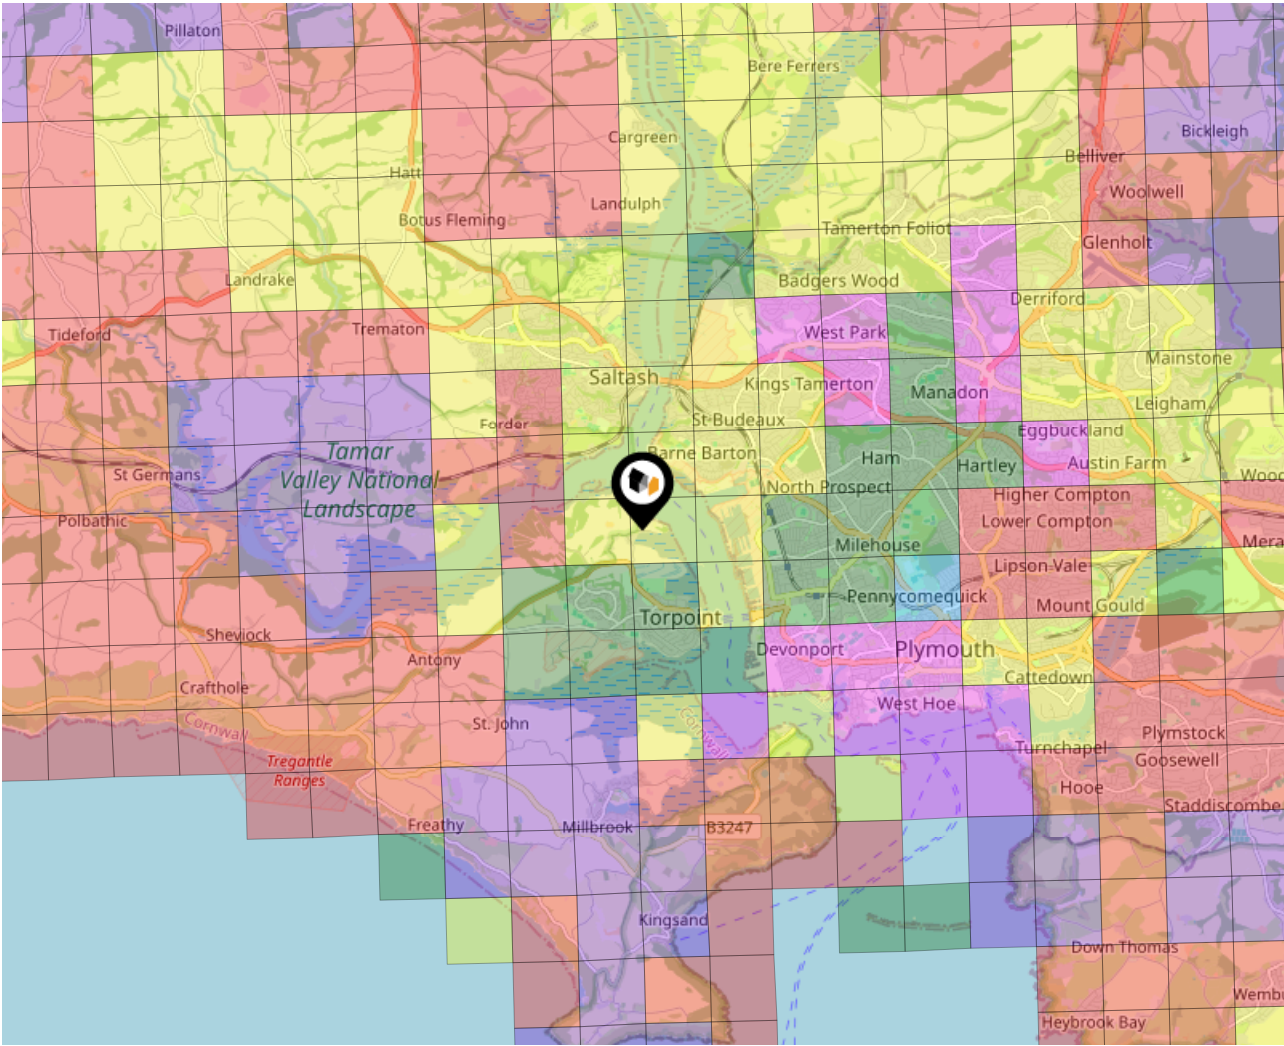 Pillaton
Bere Ferrers
Cargreen
Bickleigh
Belliver
Hatt
Woolwell
Landulph
Botus Fleming
Tamerton Foliot
Glenholt
Landrake
Badgers Wood
Derriford
Tideford
Trematon
West Park
Mainstone
Saltash
Kings Tamerton
Manadon
Leigham
Forder
St Budeaux
Eggbuckland
Tamar
Valley National
Landscape
Barne Barton
Ham
Hartley
Austin Farm
St Germans
Wood
North Prospect
Higher Compton
Polbathic
Lower Compton
Milehouse
Mera
Lipson Vale
Pennycomequick
Mount Gould
Torpoint
Sheviock
Devonport
Plymouth
Antony
Cattedown
Crafthole
West Hoe
Cornwall
St. John
Cornwall
Plymstock
Turnchapel
Goosewell
Tregantle
Ranges
Hooe
Staddiscombe
Freathy
Millbrook
B3247
Kingsand
Down Thomas
Wembu
Heybrook Bay